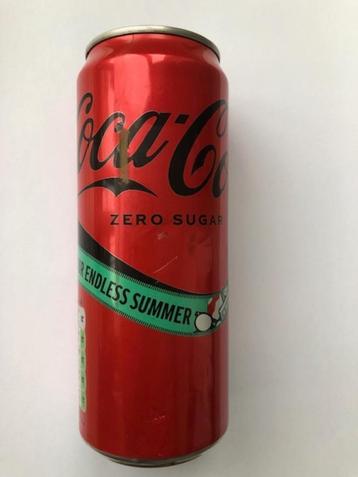 Coca-Co
ZERO SUGAR
R ENDLESS SUMMER